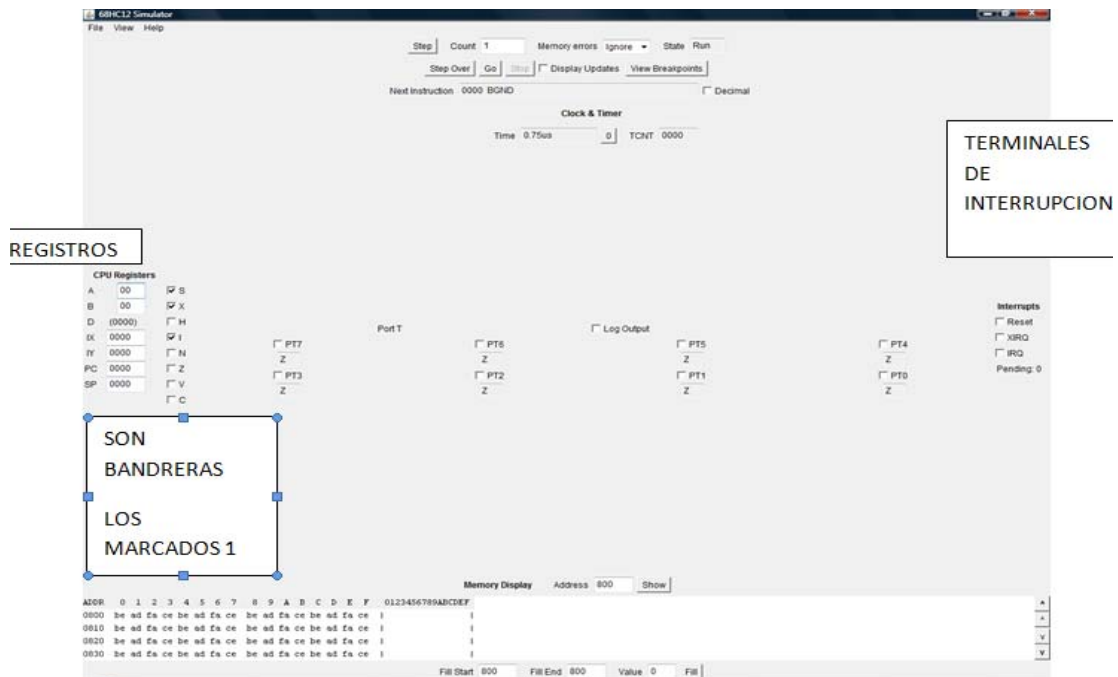 68HC12 Simulator
File View Help
Step Count 1 Memory errors Ignore State Run
Step Over Go Stop Display Updates View Breakpoints
Next Instruction 0000 BGND Decimal
Clock & Timer
Time 0.75us 0 TCNT 0000
TERMINALES
DE
INTERRUPCION
REGISTROS
CPU Registers
A 00 S
B 00 X
D (0000) H
IX 0000 I
IY 0000 N
PC 0000 Z
SP 0000 V
C
Port T Log Output
PT7 PT6 PT5 PT4
Z Z Z Z
PT3 PT2 PT1 PT0
Z Z Z Z
Interrupts
Reset
XIRQ
IRQ
Pending: 0
SON
BANDRERAS
LOS
MARCADOS 1
Memory Display Address 800 Show
ADDR 0 1 2 3 4 5 6 7 8 9 A B C D E F 0123456789ABCDEF
0800 be ad fa ce be ad fa ce be ad fa ce be ad fa ce | |
0810 be ad fa ce be ad fa ce be ad fa ce be ad fa ce | |
0820 be ad fa ce be ad fa ce be ad fa ce be ad fa ce | |
0830 be ad fa ce be ad fa ce be ad fa ce be ad fa ce | |
Fill Start 800 Fill End 800 Value 0 Fill